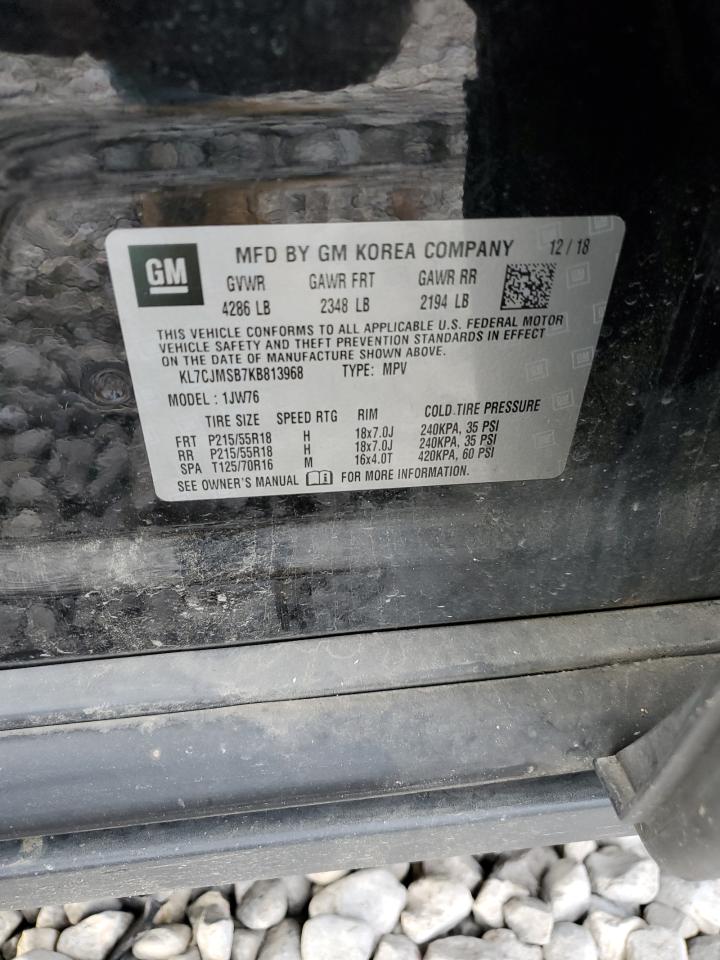 GM
MFD BY GM KOREA COMPANY 12 / 18
GVWR GAWR FRT GAWR RR
4286 LB 2348 LB 2194 LB
THIS VEHICLE CONFORMS TO ALL APPLICABLE U.S. FEDERAL MOTOR
VEHICLE SAFETY AND THEFT PREVENTION STANDARDS IN EFFECT
ON THE DATE OF MANUFACTURE SHOWN ABOVE.
KL7CJMSB7KB813968 TYPE: MPV
MODEL : 1JW76
TIRE SIZE SPEED RTG RIM COLD TIRE PRESSURE
FRT P215/55R18 H 18x7.0J 240KPA, 35 PSI
RR P215/55R18 H 18x7.0J 240KPA, 35 PSI
SPA T125/70R16 M 16x4.0T 420KPA, 60 PSI
SEE OWNER'S MANUAL FOR MORE INFORMATION.